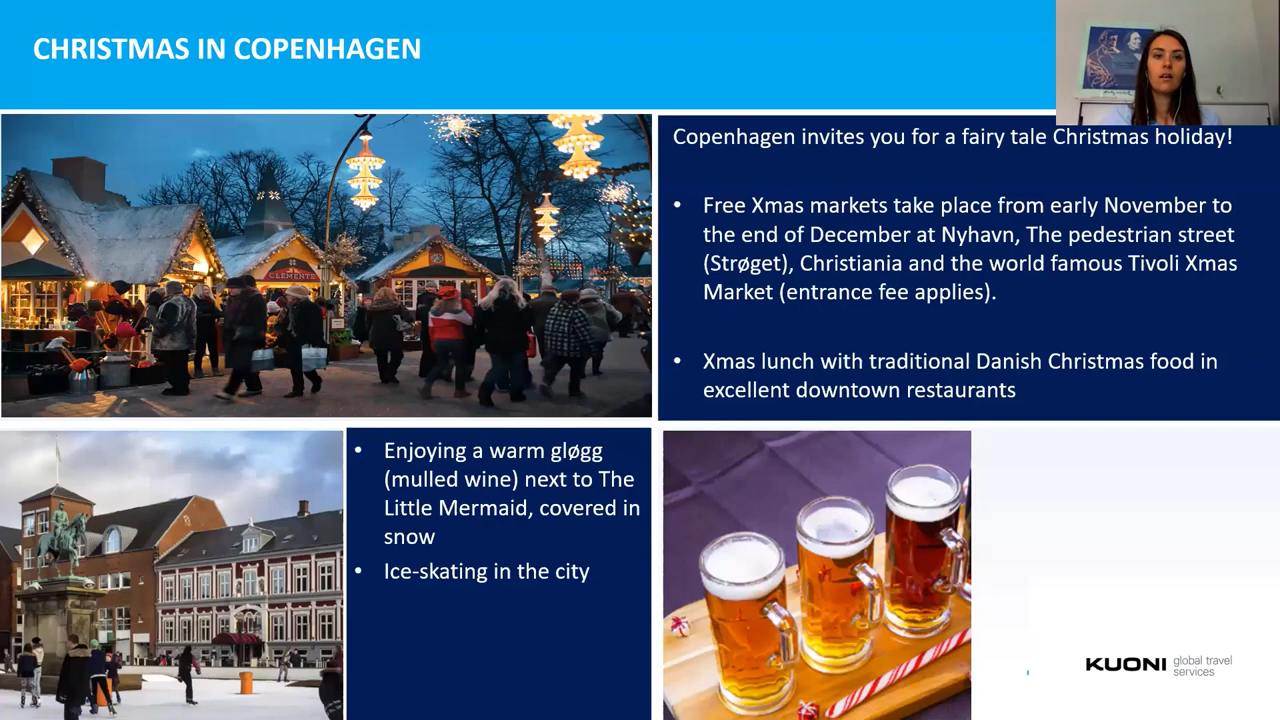 CHRISTMAS IN COPENHAGEN
Copenhagen invites you for a fairy tale Christmas holiday!
• Free Xmas markets take place from early November to
the end of December at Nyhavn, The pedestrian street
(Strøget), Christiania and the world famous Tivoli Xmas
Market (entrance fee applies).
• Xmas lunch with traditional Danish Christmas food in
excellent downtown restaurants
CLEMENTE
• Enjoying a warm gløgg
(mulled wine) next to The
Little Mermaid, covered in
snow
• Ice-skating in the city
KUONI global travel
services